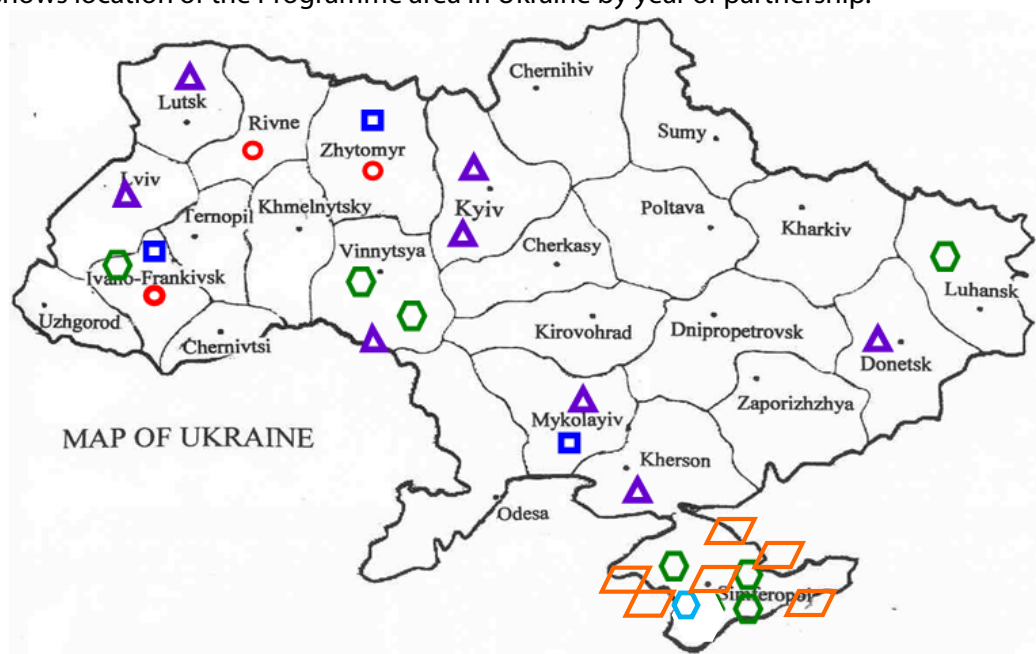 shows location of the Programme area in Ukraine by year of partnership.
Chernihiv
Lutsk
Rivne
Sumy
Zhytomyr
Lviv
Kyiv
Ternopil
Khmelnytsky
Poltava
Kharkiv
Vinnytsya
Cherkasy
Ivano-Frankivsk
Luhansk
Uzhgorod
Chernivtsi
Kirovohrad
Dnipropetrovsk
Donetsk
Zaporizhzhya
Mykolayiv
MAP OF UKRAINE
Kherson
Odesa
Simferopol